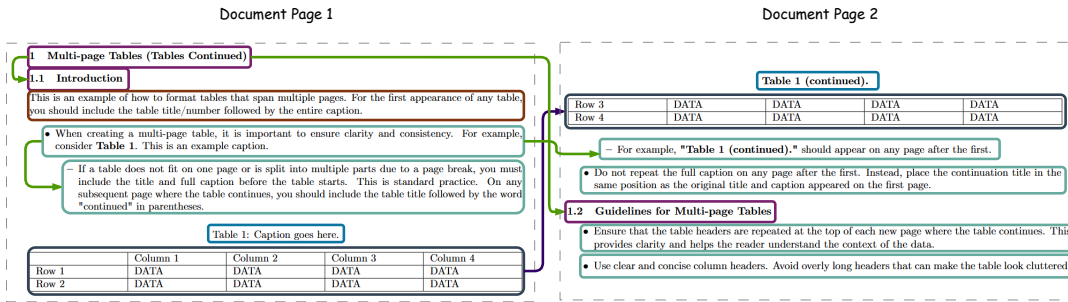 Document Page 1
1 Multi-page Tables (Tables Continued)
1.1 Introduction
This is an example of how to format tables that span multiple pages. For the first appearance of any table,
you should include the table title/number followed by the entire caption.
• When creating a multi-page table, it is important to ensure clarity and consistency. For example,
consider Table 1. This is an example caption.
– If a table does not fit on one page or is split into multiple parts due to a page break, you must
include the title and full caption before the table starts. This is standard practice. On any
subsequent page where the table continues, you should include the table title followed by the word
"continued" in parentheses.
Table 1: Caption goes here.
Column 1 Column 2 Column 3 Column 4
Row 1 DATA DATA DATA DATA
Row 2 DATA DATA DATA DATA
Document Page 2
Table 1 (continued).
Row 3 DATA DATA DATA DATA
Row 4 DATA DATA DATA DATA
– For example, "Table 1 (continued)." should appear on any page after the first.
• Do not repeat the full caption on any page after the first. Instead, place the continuation title in the
same position as the original title and caption appeared on the first page.
1.2 Guidelines for Multi-page Tables
• Ensure that the table headers are repeated at the top of each new page where the table continues. This
provides clarity and helps the reader understand the context of the data.
• Use clear and concise column headers. Avoid overly long headers that can make the table look cluttered